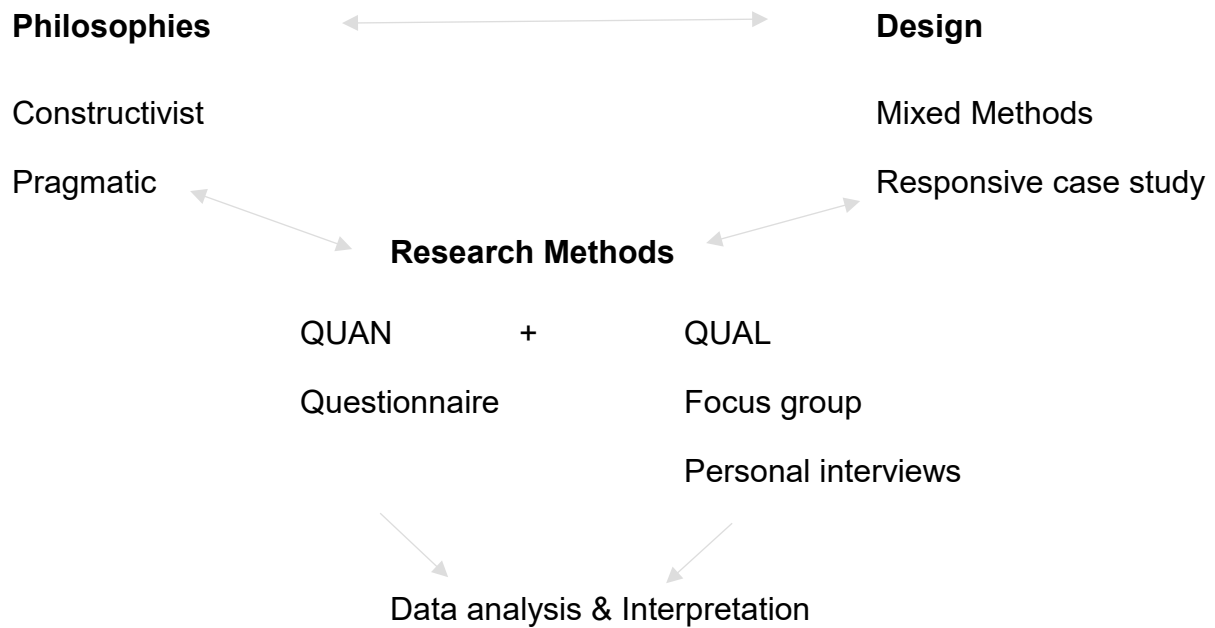 Philosophies Design
Constructivist Mixed Methods
Pragmatic Responsive case study
Research Methods
QUAN + QUAL
Questionnaire Focus group
Personal interviews
Data analysis & Interpretation